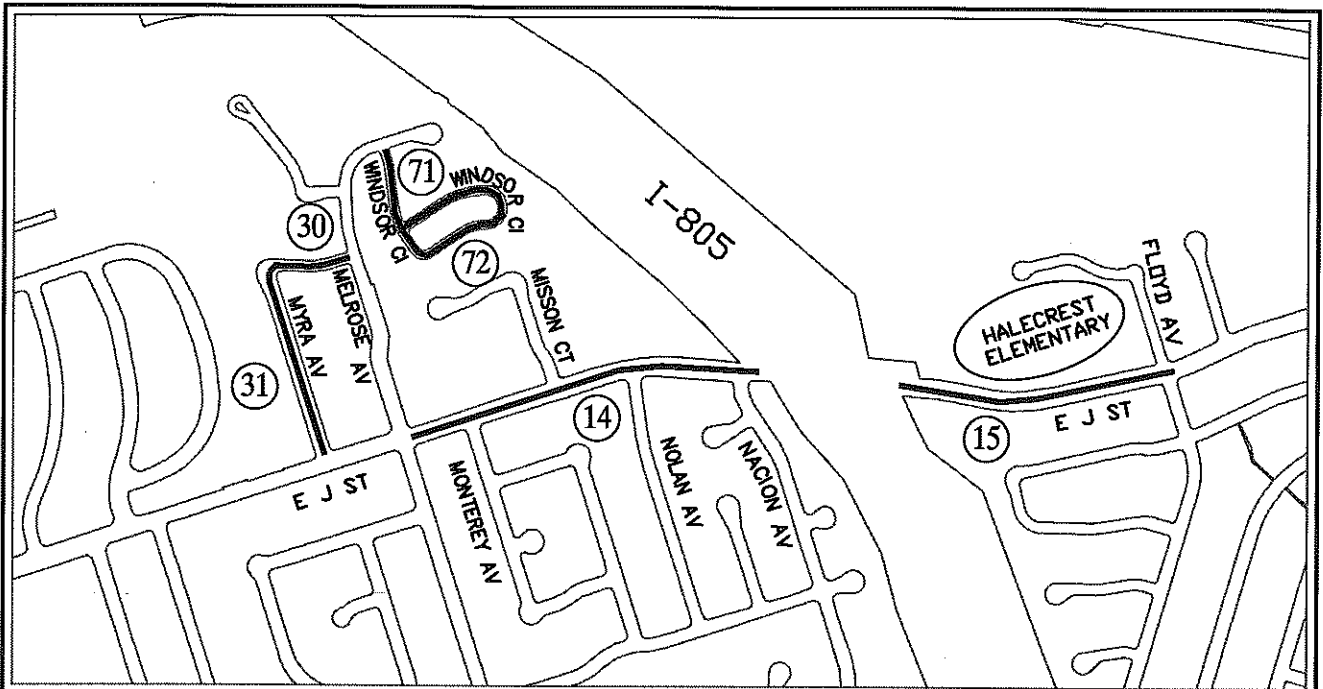 71
WINDSOR CI
WINDSOR CI
I-805
30
72
MISSON CT
FLOYD AV
HALECREST
ELEMENTARY
MELROSE AV
MYRA AV
31
14
15
E J ST
E J ST
MONTEREY AV
NOLAN AV
NACION AV